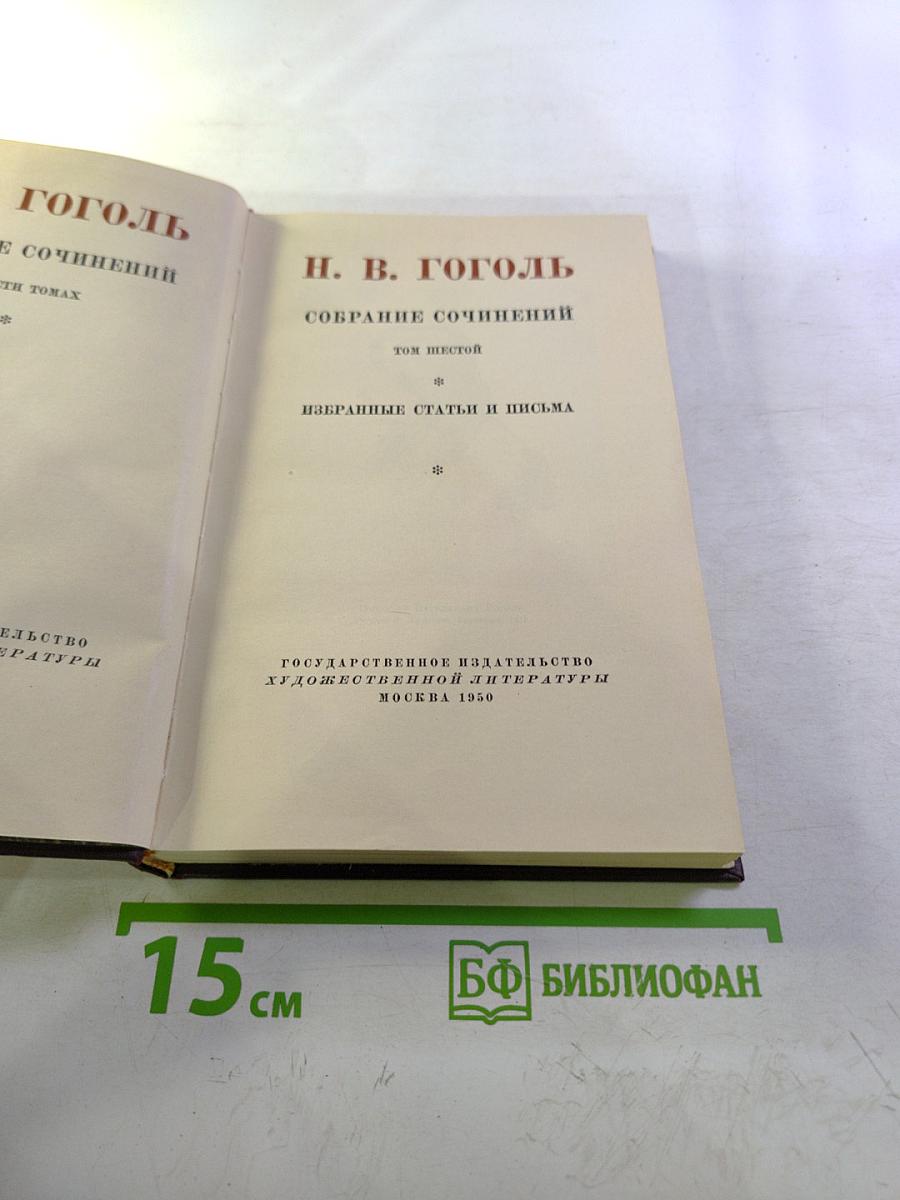 ГОГОЛЬ
Е СОЧИНЕНИЙ
СТИ ТОМАХ
*
ЕЛЬСТВО
ЕРАТУРЫ
Н. В. ГОГОЛЬ
СОБРАНИЕ СОЧИНЕНИЙ
ТОМ ШЕСТОЙ
*
ИЗБРАННЫЕ СТАТЬИ И ПИСЬМА
*
ГОСУДАРСТВЕННОЕ ИЗДАТЕЛЬСТВО
ХУДОЖЕСТВЕННОЙ ЛИТЕРАТУРЫ
МОСКВА 1950
15 см
БФ БИБЛИОФАН